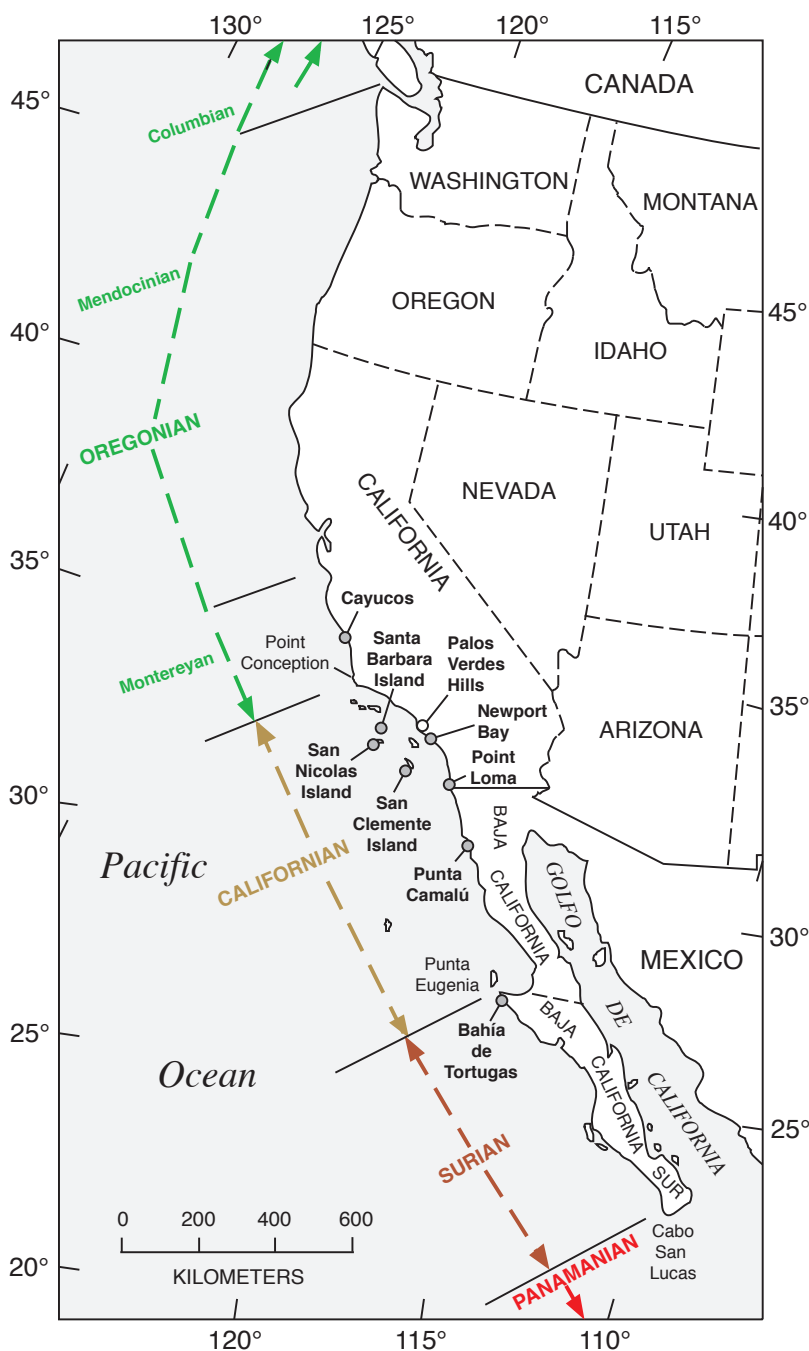 130°
125°
120°
115°
CANADA
45°
Columbian
WASHINGTON
MONTANA
Mendocinian
OREGON
45°
40°
IDAHO
OREGONIAN
NEVADA
CALIFORNIA
UTAH
40°
35°
Cayucos
Point
Conception
Santa
Barbara
Island
Palos
Verdes
Hills
Montereyan
Newport
Bay
ARIZONA
35°
San
Nicolas
Island
Point
Loma
San
Clemente
Island
30°
BAJA
CALIFORNIA
Pacific
CALIFORNIAN
Punta
Camalú
GOLFO
DE
CALIFORNIA
30°
MEXICO
Punta
Eugenia
25°
Ocean
Bahía
de
Tortugas
BAJA
CALIFORNIA
SUR
25°
SURIAN
0
200
400
600
KILOMETERS
Cabo
San
Lucas
20°
PANAMANIAN
120°
115°
110°